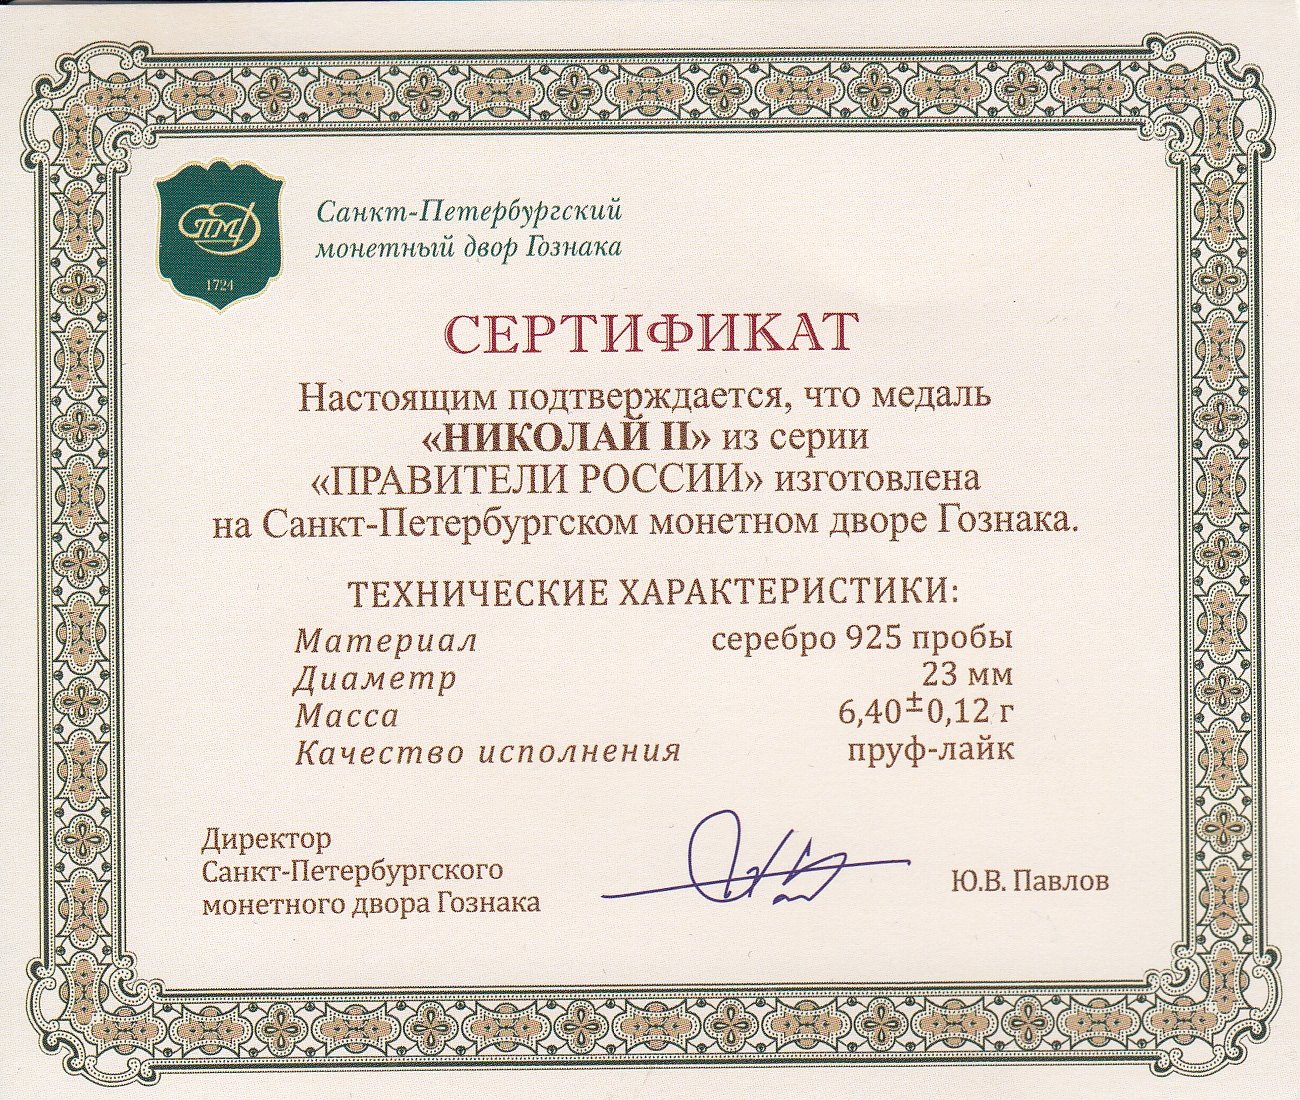 СПМД
1724
Санкт-Петербургский
монетный двор Гознака
СЕРТИФИКАТ
Настоящим подтверждается, что медаль
«НИКОЛАЙ II» из серии
«ПРАВИТЕЛИ РОССИИ» изготовлена
на Санкт-Петербургском монетном дворе Гознака.
ТЕХНИЧЕСКИЕ ХАРАКТЕРИСТИКИ:
Материал серебро 925 пробы
Диаметр 23 мм
Масса 6,40±0,12 г
Качество исполнения пруф-лайк
Директор
Санкт-Петербургского
монетного двора Гознака
Ю.В. Павлов